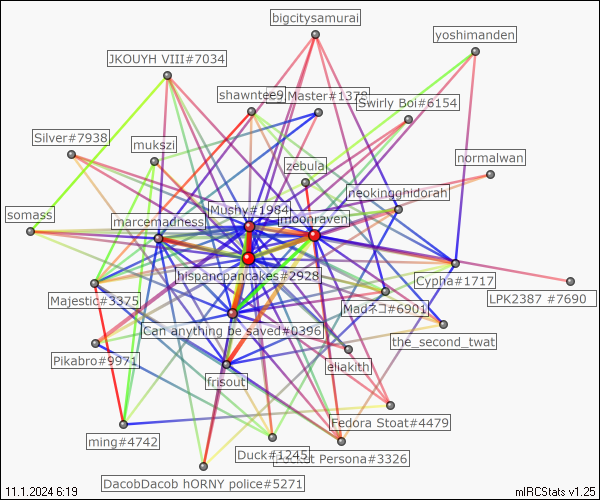 bigcitysamurai
yoshimanden
JKOUYH VIII#7034
shawntee9
Master#1378
Swirly Boi#6154
Silver#7938
mukszi
normalwan
zebula
neokingghidorah
somass
marcemadness
Mushy#1984
moonraven
hispancpancakes#2928
Cypha#1717
LPK2387 #7690
Majestic#3375
Madネコ#6901
Can anything be saved#0396
the_second_twat
Pikabro#9971
eliakith
frisout
Fedora Stoat#4479
ming#4742
Duck#1245
Pocket Persona#3326
DacobDacob hORNY police#5271
11.1.2024 6:19
mIRCStats v1.25